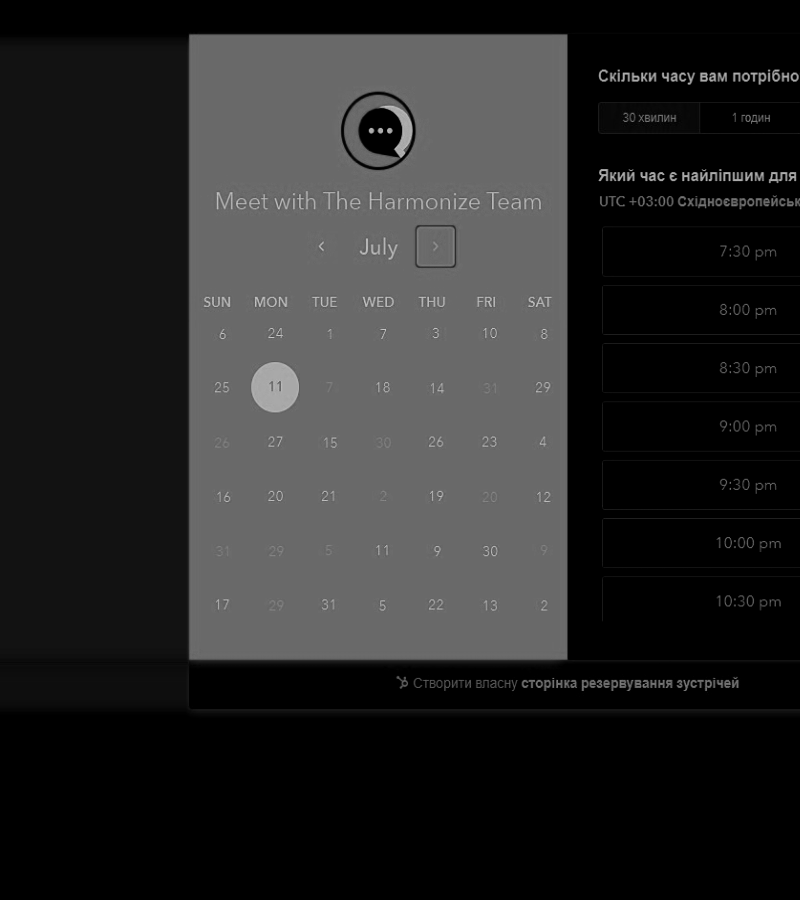 Meet with The Harmonize Team
July
SUN MON TUE WED THU FRI SAT
6 24 1 7 3 10 8
25 11 7 18 14 31 29
26 27 15 30 26 23 4
16 20 21 2 19 20 12
31 29 5 11 9 30 9
17 29 31 5 22 13 2
Скільки часу вам потрібно
30 хвилин 1 годин
Який час є найліпшим для
UTC +03:00 Східноєвропейськ
7:30 pm
8:00 pm
8:30 pm
9:00 pm
9:30 pm
10:00 pm
10:30 pm
Створити власну сторінка резервування зустрічей